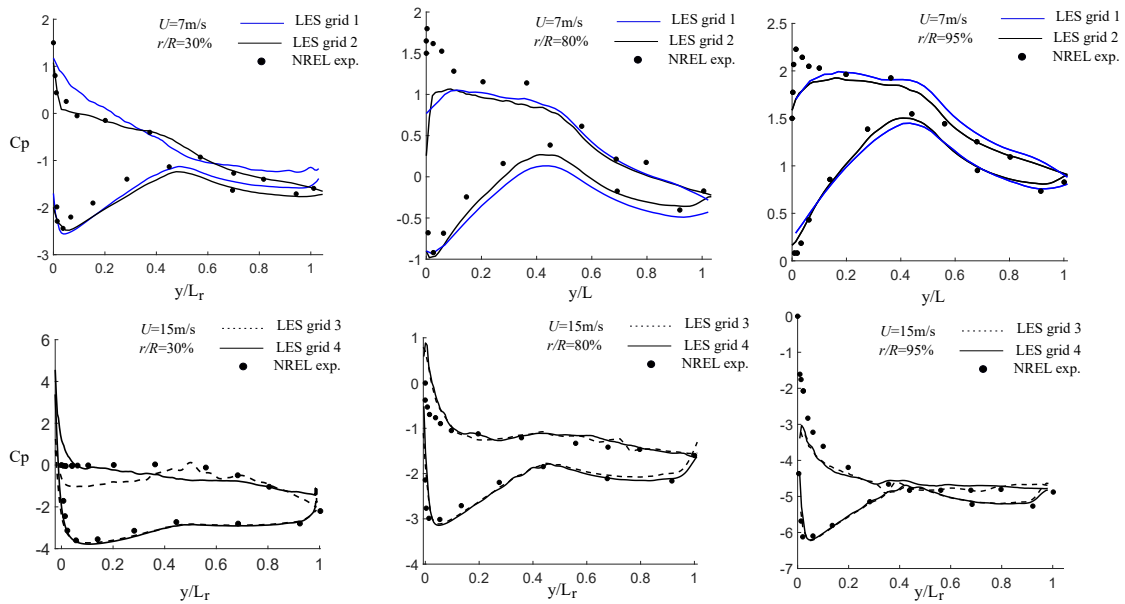 U=7m/s
r/R=30%
LES grid 1
LES grid 2
NREL exp.
2
1
0
-1
-2
-3
Cp
0 0.2 0.4 0.6 0.8 1
y/Lr
U=7m/s
r/R=80%
LES grid 1
LES grid 2
NREL exp.
2
1.5
1
0.5
0
-0.5
-1
0 0.2 0.4 0.6 0.8 1
y/L
U=7m/s
r/R=95%
LES grid 1
LES grid 2
NREL exp.
2.5
2
1.5
1
0.5
0
0 0.2 0.4 0.6 0.8 1
y/L
U=15m/s
r/R=30%
LES grid 3
LES grid 4
NREL exp.
6
4
2
0
-2
-4
Cp
0 0.2 0.4 0.6 0.8 1
y/Lr
U=15m/s
r/R=80%
LES grid 3
LES grid 4
NREL exp.
2
1
0
-1
-2
-3
-4
0 0.2 0.4 0.6 0.8 1
y/Lr
U=15m/s
r/R=95%
LES grid 3
LES grid 4
NREL exp.
0
-1
-2
-3
-4
-5
-6
-7
0 0.2 0.4 0.6 0.8 1
y/Lr